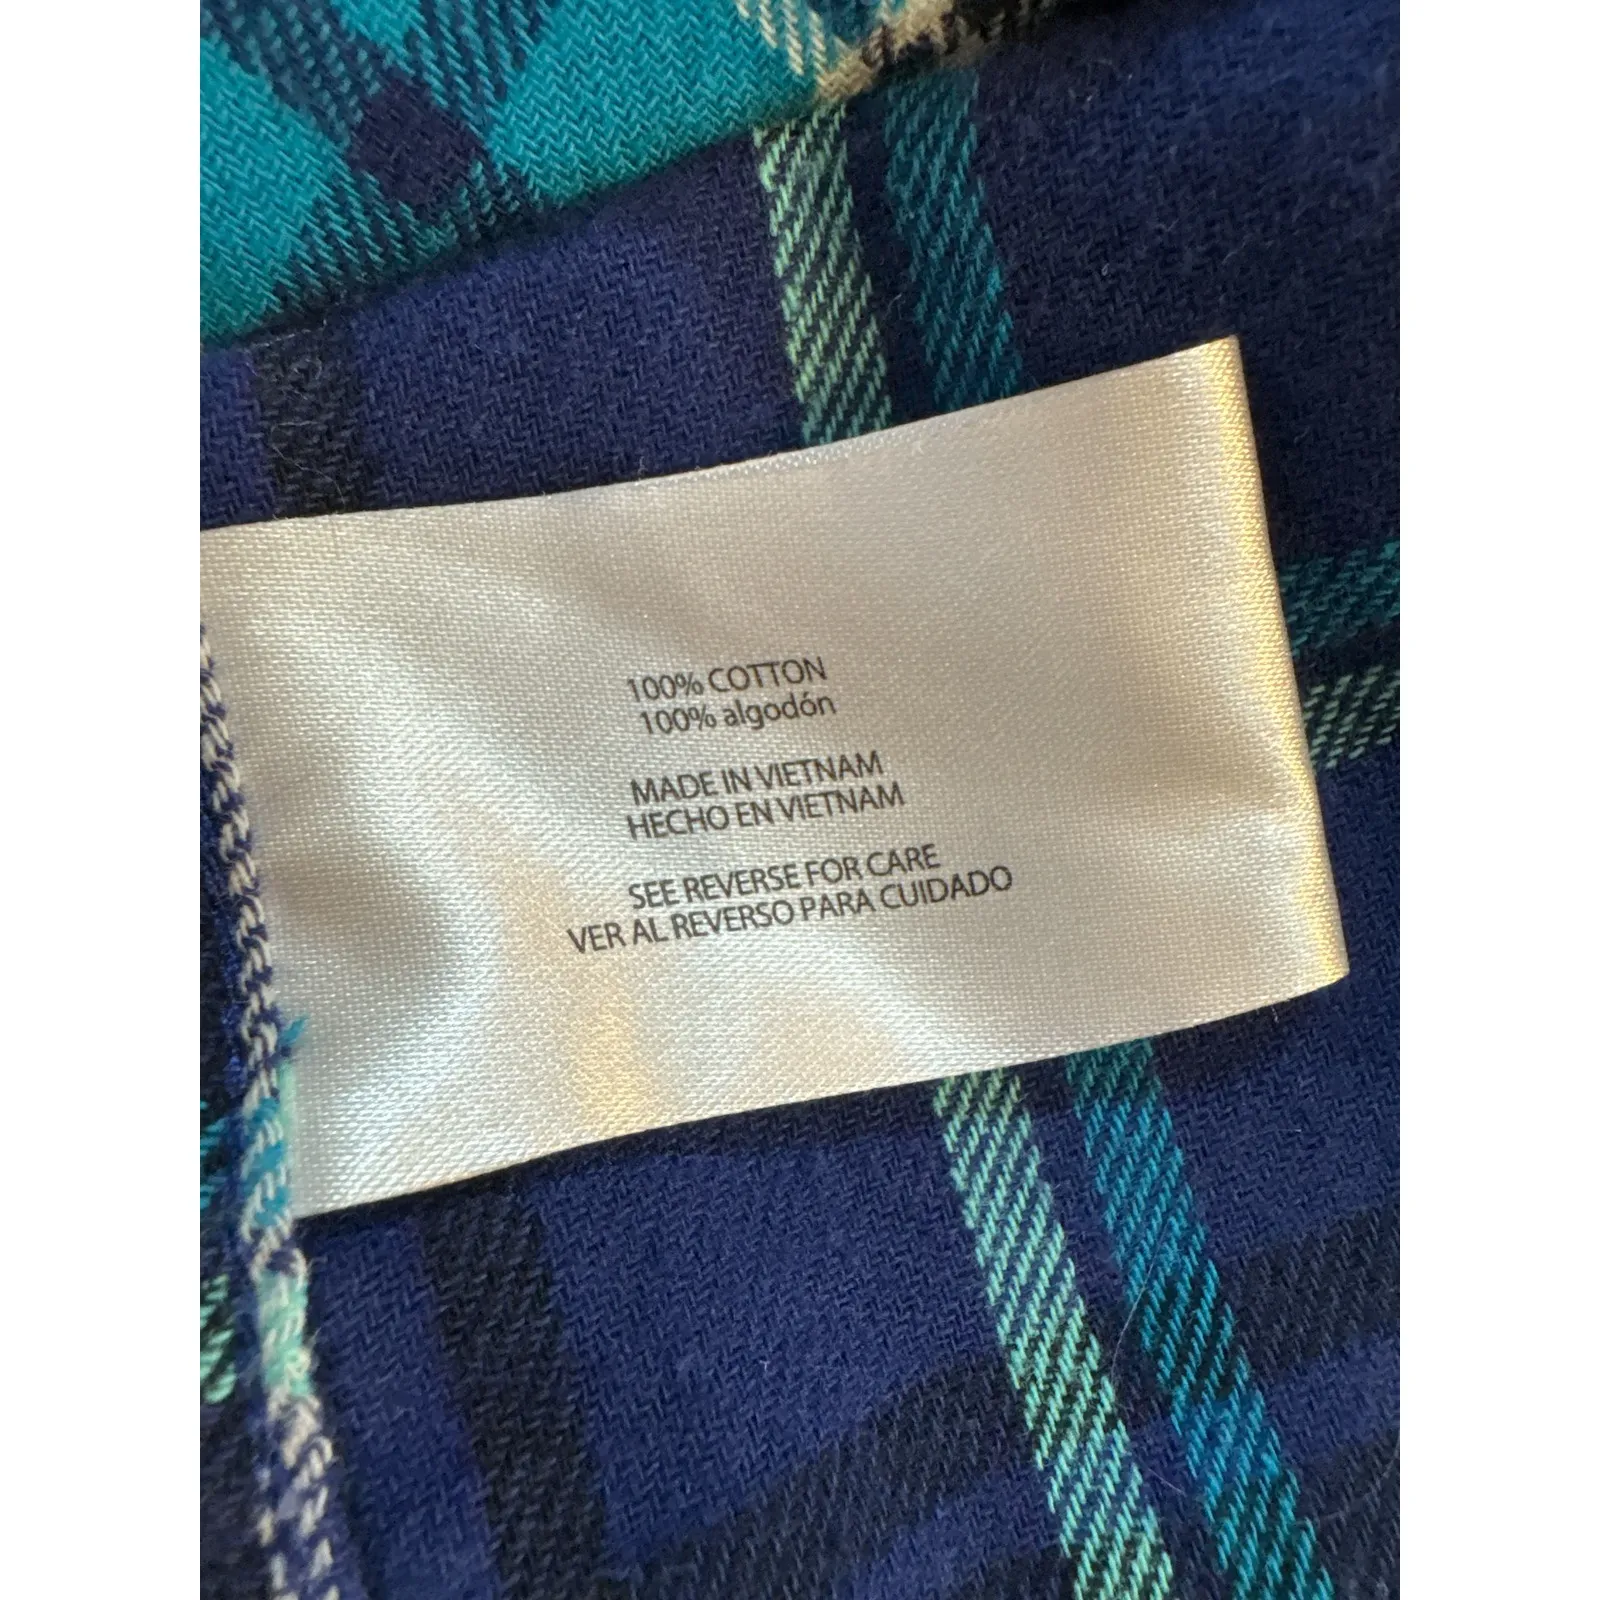 100% COTTON
100% algodón
MADE IN VIETNAM
HECHO EN VIETNAM
SEE REVERSE FOR CARE
VER AL REVERSO PARA CUIDADO